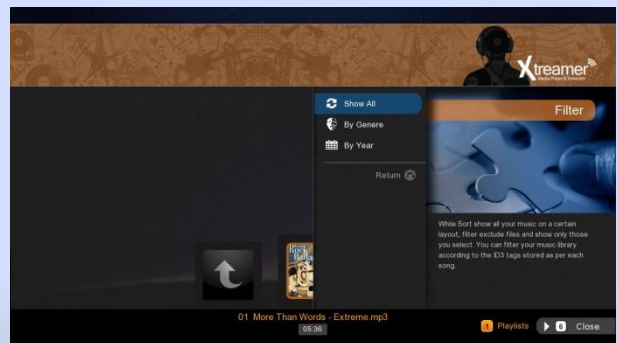 Xtreamer
Media Player & Streamer
Show All
By Genere
By Year
Return
Filter
While Sort show all your music on a certain
layout, filter exclude files and show only those
you select. You can filter your music library
according to the ID3 tags stored as per each
song.
Rock
Balla
01 More Than Words - Extreme.mp3
05:36
1 Playlists
6 Close